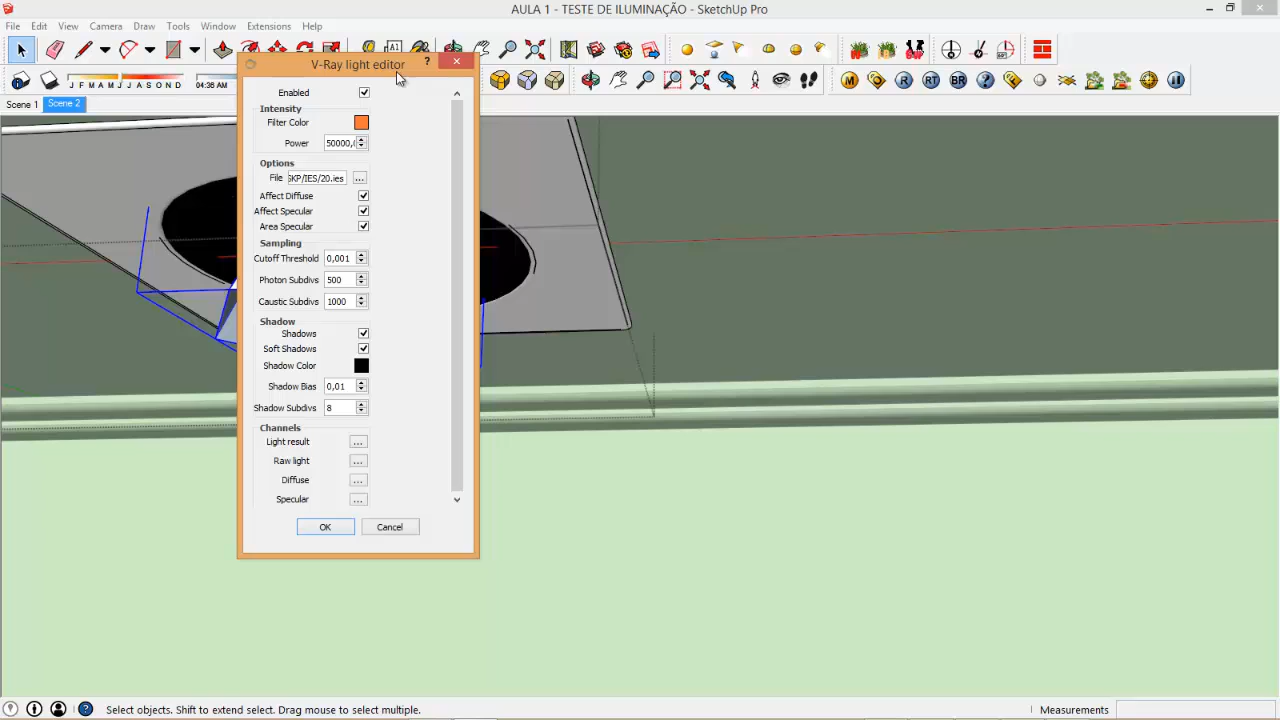 AULA 1 - TESTE DE ILUMINAÇÃO - SketchUp Pro
File Edit View Camera Draw Tools Window Extensions Help
A1
J F M A M J J A S O N D 04:36 AM
M R RT BR
Scene 1 Scene 2
V-Ray light editor ?
Enabled
Intensity
Filter Color
Power 50000,
Options
File SKP/IES/20.ies ...
Affect Diffuse
Affect Specular
Area Specular
Sampling
Cutoff Threshold 0,001
Photon Subdivs 500
Caustic Subdivs 1000
Shadow
Shadows
Soft Shadows
Shadow Color
Shadow Bias 0,01
Shadow Subdivs 8
Channels
Light result ...
Raw light ...
Diffuse ...
Specular ...
OK Cancel
Select objects. Shift to extend select. Drag mouse to select multiple. Measurements